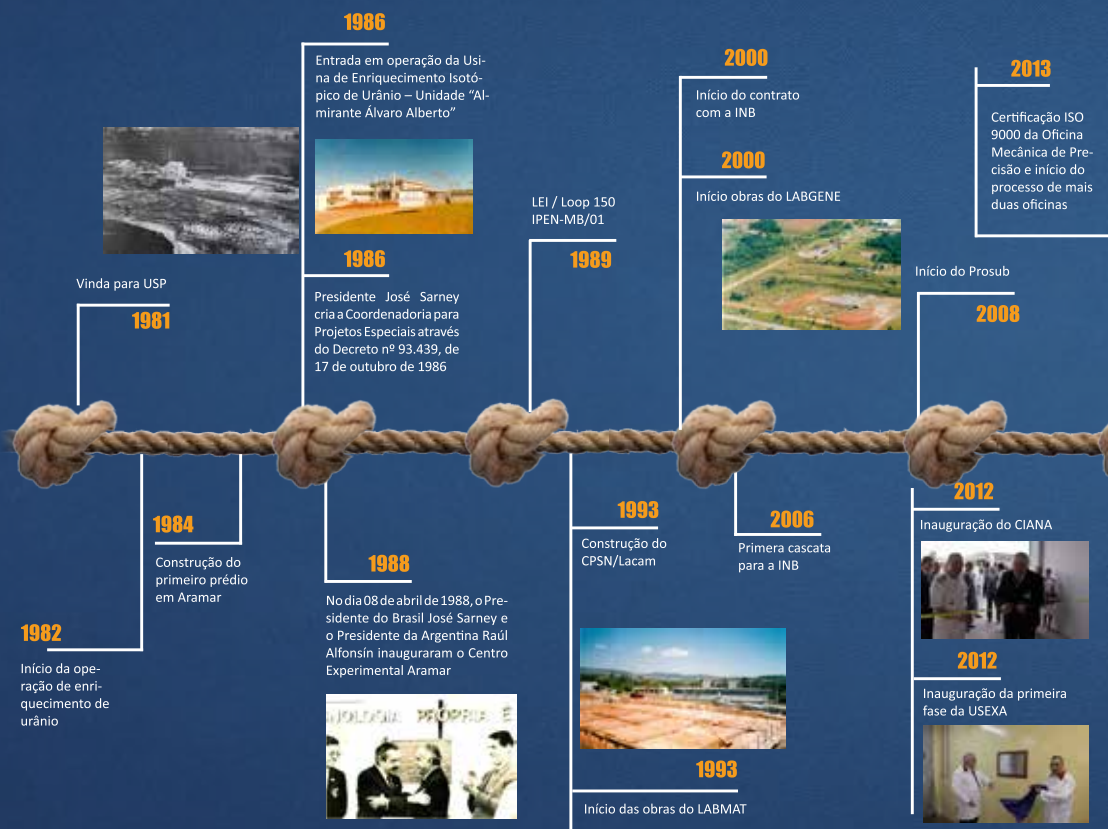 1986
Entrada em operação da Usi-
na de Enriquecimento Isotó-
pico de Urânio – Unidade “Al-
mirante Álvaro Alberto”
1986
Presidente José Sarney
cria a Coordenadoria para
Projetos Especiais através
do Decreto nº 93.439, de
17 de outubro de 1986
Vinda para USP
1981
LEI / Loop 150
IPEN-MB/01
1989
2000
Início do contrato
com a INB
2000
Início obras do LABGENE
2013
Certificação ISO
9000 da Oficina
Mecânica de Pre-
cisão e início do
processo de mais
duas oficinas
Início do Prosub
2008
1982
Início da ope-
ração de enri-
quecimento de
urânio
1984
Construção do
primeiro prédio
em Aramar
1988
No dia 08 de abril de 1988, o Pre-
sidente do Brasil José Sarney e
o Presidente da Argentina Raúl
Alfonsín inauguraram o Centro
Experimental Aramar
NOLOGIA PRÓPRIA É
1993
Construção do
CPSN/Lacam
1993
Início das obras do LABMAT
2006
Primera cascata
para a INB
2012
Inauguração do CIANA
2012
Inauguração da primeira
fase da USEXA